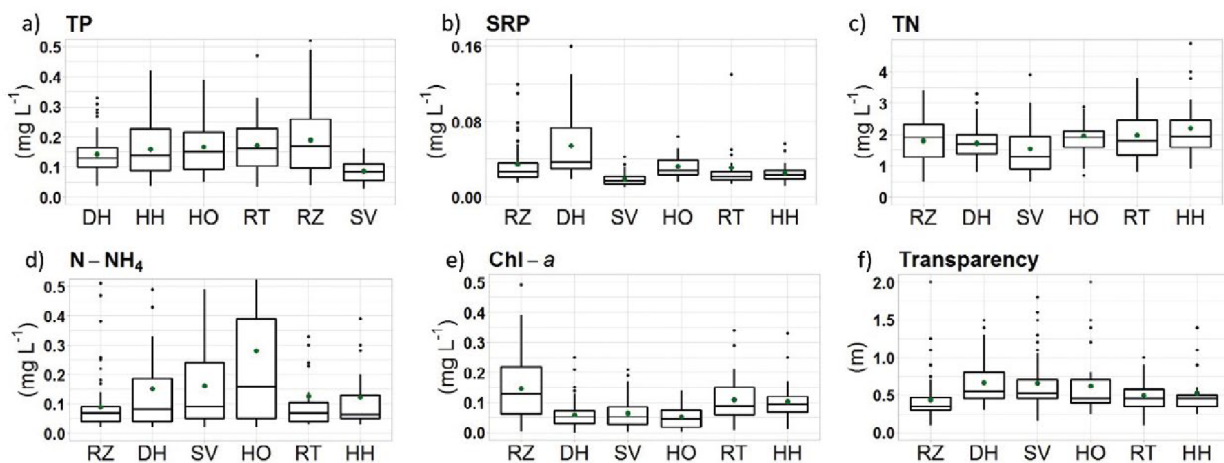 a) TP
(mg L⁻¹)
0.5
0.4
0.3
0.2
0.1
0.0
DH HH HO RT RZ SV
b) SRP
(mg L⁻¹)
0.16
0.08
0.00
RZ DH SV HO RT HH
c) TN
(mg L⁻¹)
4
3
2
1
0
RZ DH SV HO RT HH
d) N – NH₄
(mg L⁻¹)
0.5
0.4
0.3
0.2
0.1
0.0
RZ DH SV HO RT HH
e) Chl – a
(mg L⁻¹)
0.5
0.4
0.3
0.2
0.1
0.0
RZ DH SV HO RT HH
f) Transparency
(m)
2.0
1.5
1.0
0.5
0.0
RZ DH SV HO RT HH